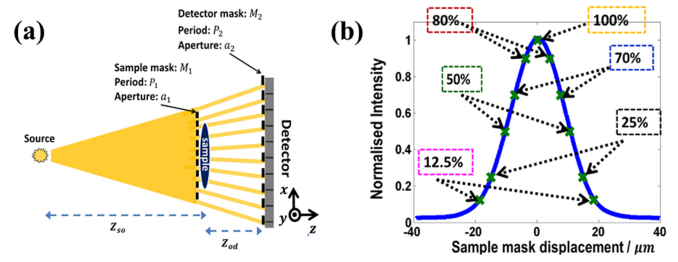 (a)
Detector mask: M₂
Period: P₂
Aperture: a₂
Sample mask: M₁
Period: P₁
Aperture: a₁
Source
sample
Detector
x
y
z
z_so
z_od
(b)
Normalised Intensity
1
0.8
0.6
0.4
0.2
0
80%
100%
70%
50%
25%
12.5%
-40
-20
0
20
40
Sample mask displacement / μm